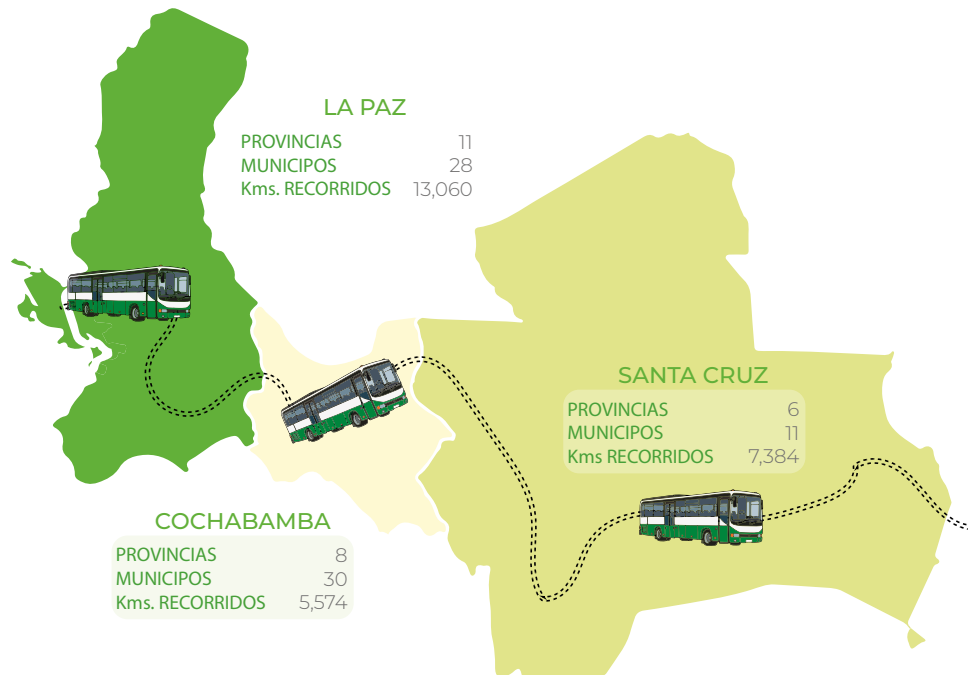 LA PAZ
PROVINCIAS 11
MUNICIPOS 28
Kms. RECORRIDOS 13,060
SANTA CRUZ
PROVINCIAS 6
MUNICIPOS 11
Kms RECORRIDOS 7,384
COCHABAMBA
PROVINCIAS 8
MUNICIPOS 30
Kms. RECORRIDOS 5,574